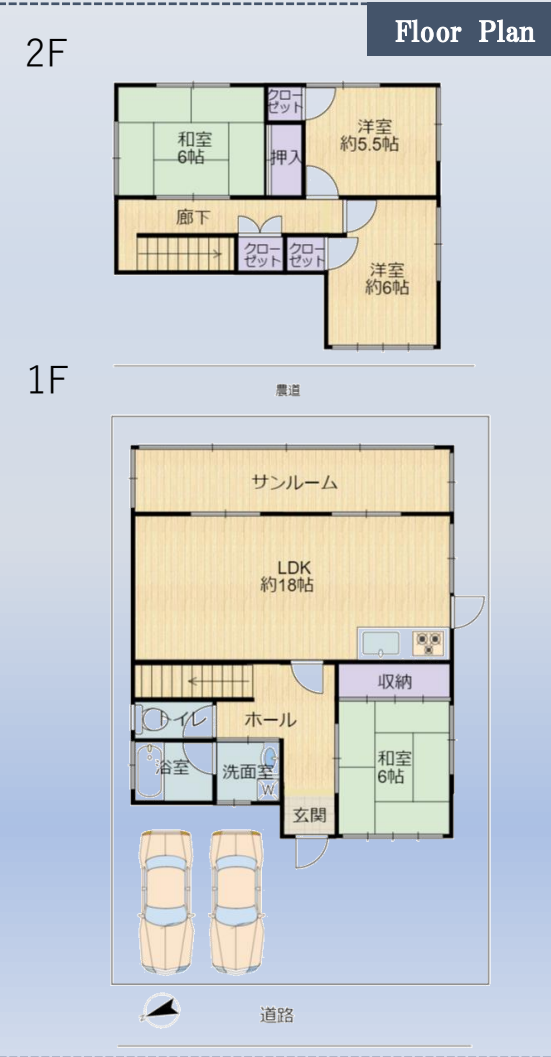 Floor Plan
2F
クロー
ゼット
洋室
約5.5帖
和室
6帖
押入
廊下
クロー
ゼット
クロー
ゼット
洋室
約6帖
1F
農道
サンルーム
LDK
約18帖
収納
トイレ
ホール
和室
6帖
浴室
洗面室
W
玄関
道路